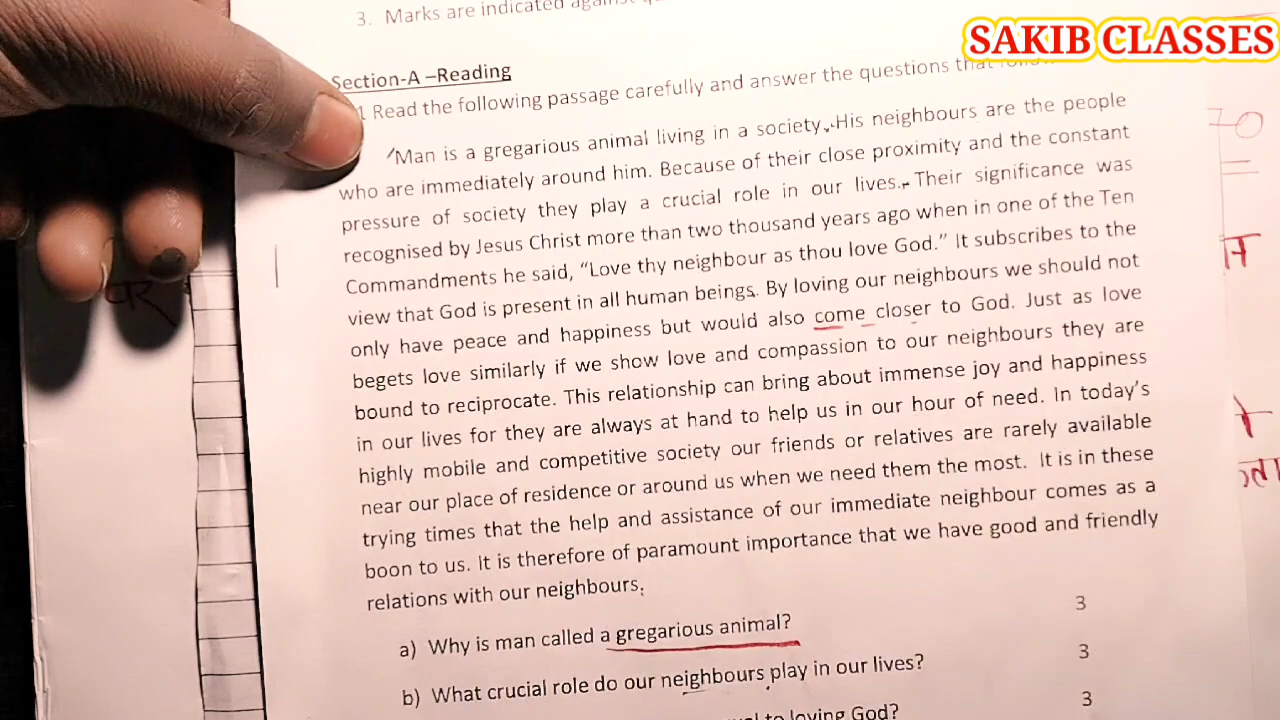 3. Marks are indicated against
SAKIB CLASSES
Section-A –Reading
1 Read the following passage carefully and answer the questions that
Man is a gregarious animal living in a society. His neighbours are the people
who are immediately around him. Because of their close proximity and the constant
pressure of society they play a crucial role in our lives. Their significance was
recognised by Jesus Christ more than two thousand years ago when in one of the Ten
Commandments he said, “Love thy neighbour as thou love God.” It subscribes to the
view that God is present in all human beings. By loving our neighbours we should not
only have peace and happiness but would also come closer to God. Just as love
begets love similarly if we show love and compassion to our neighbours they are
bound to reciprocate. This relationship can bring about immense joy and happiness
in our lives for they are always at hand to help us in our hour of need. In today’s
highly mobile and competitive society our friends or relatives are rarely available
near our place of residence or around us when we need them the most. It is in these
trying times that the help and assistance of our immediate neighbour comes as a
boon to us. It is therefore of paramount importance that we have good and friendly
relations with our neighbours.
a) Why is man called a gregarious animal? 3
b) What crucial role do our neighbours play in our lives? 3
to loving God? 3
70